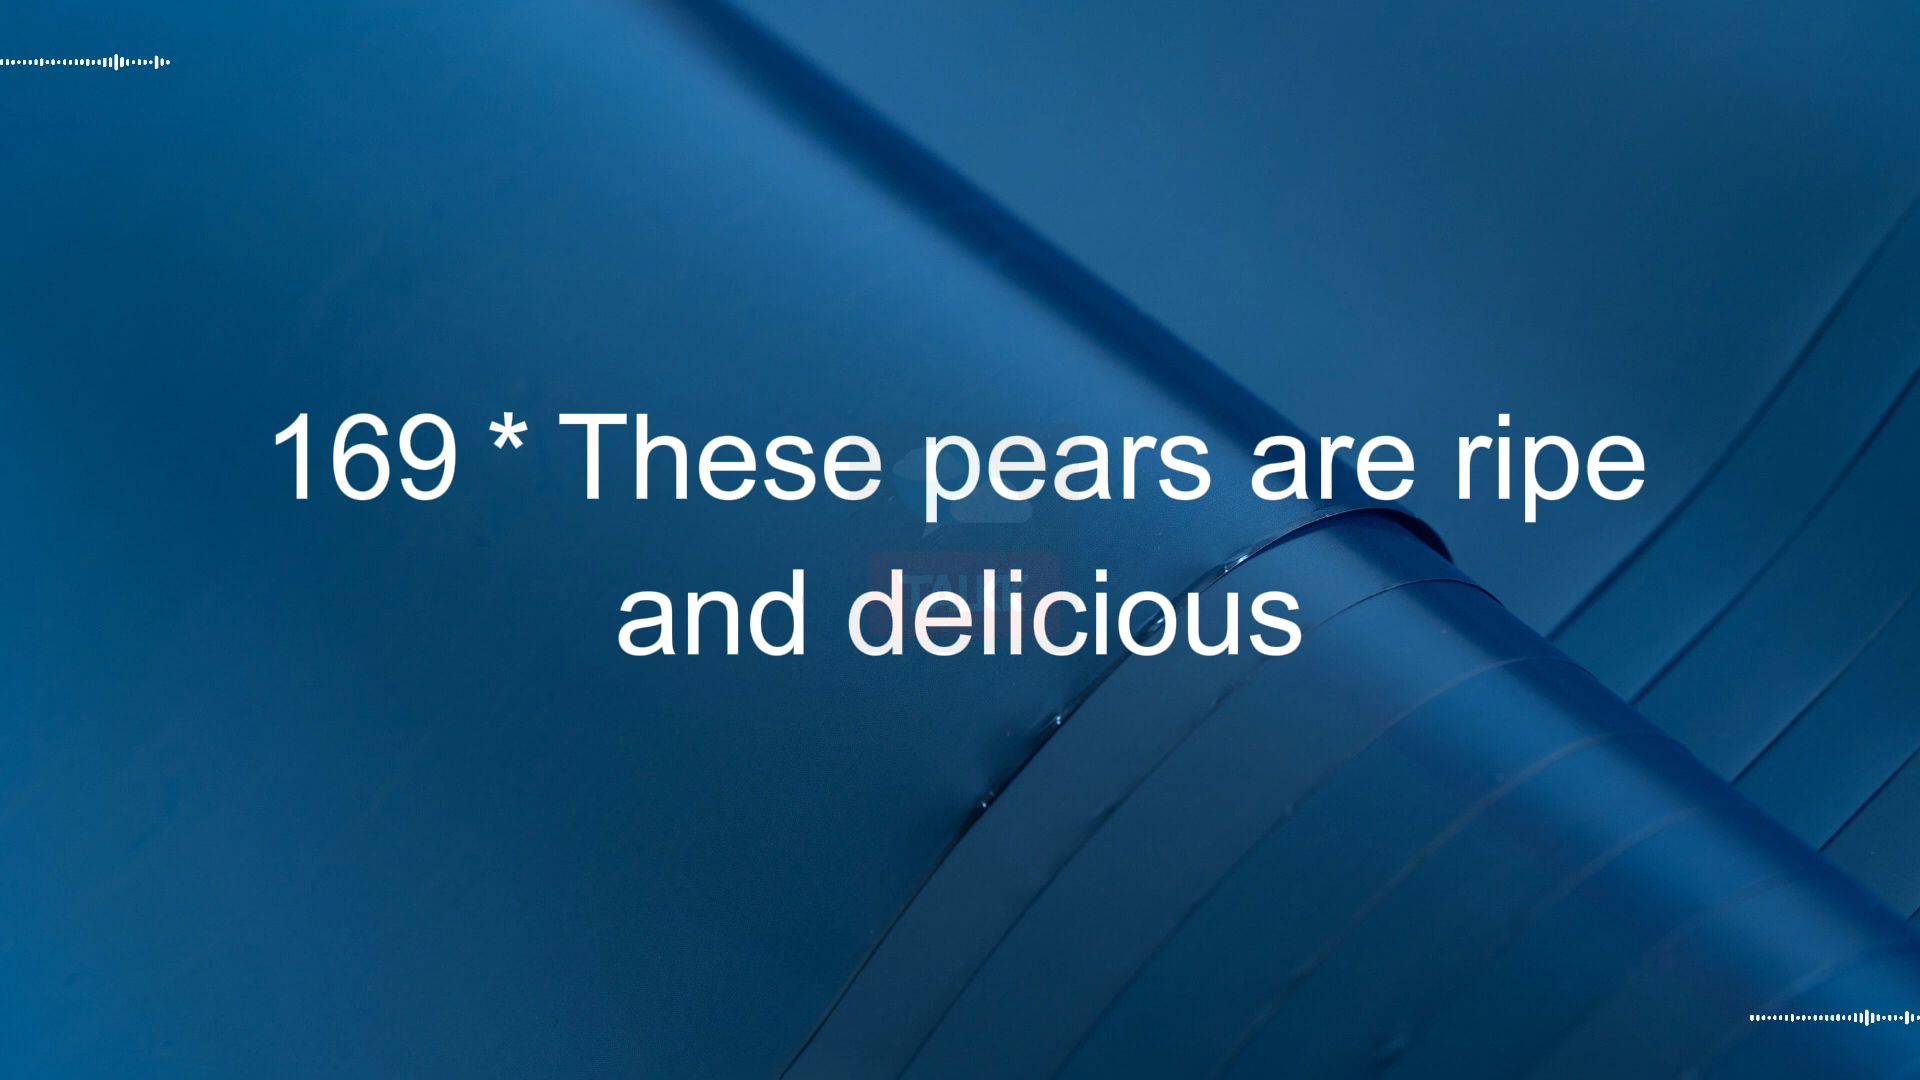 169 * These pears are ripe
and delicious